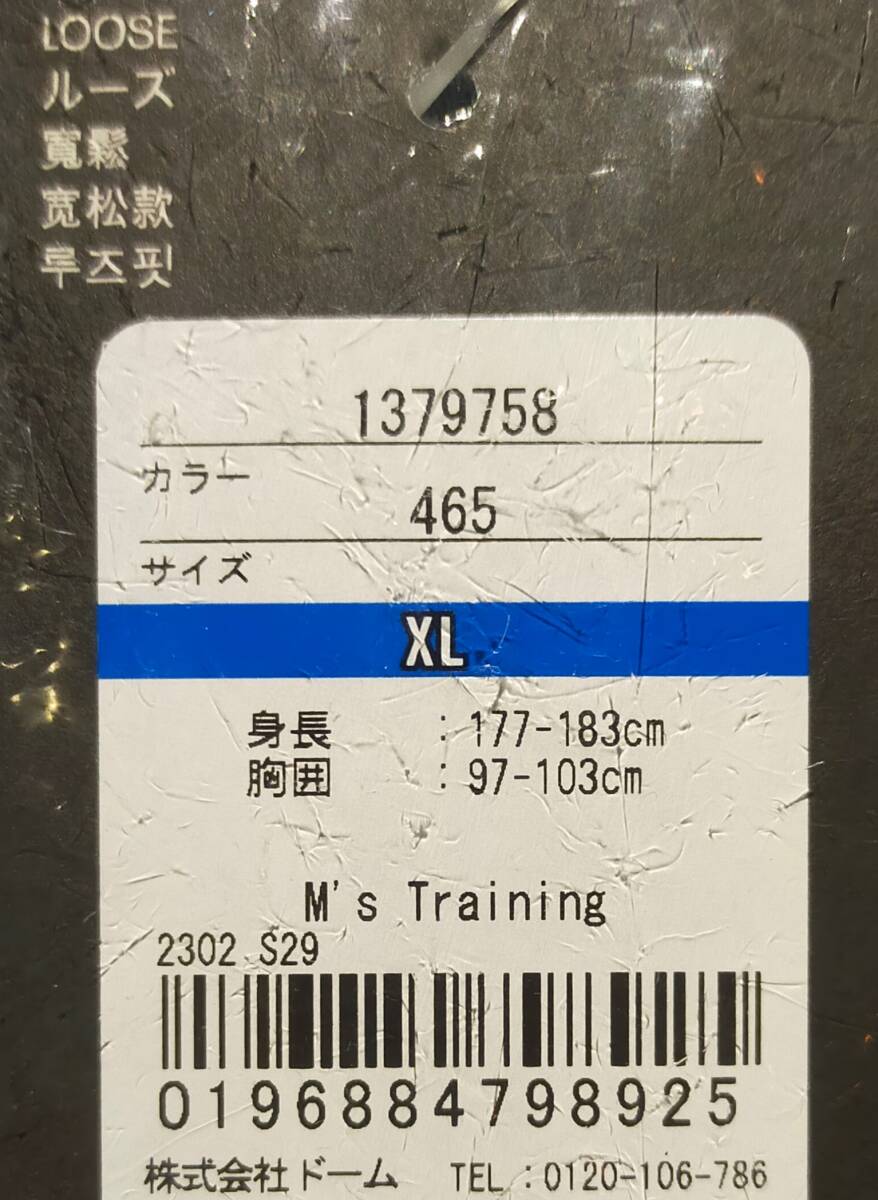 LOOSE
ルーズ
寬鬆
宽松款
루즈핏
1379758
カラー
465
サイズ
XL
身長 : 177-183cm
胸囲 : 97-103cm
M's Training
2302 S29
0196884798925
株式会社ドーム TEL:0120-106-786